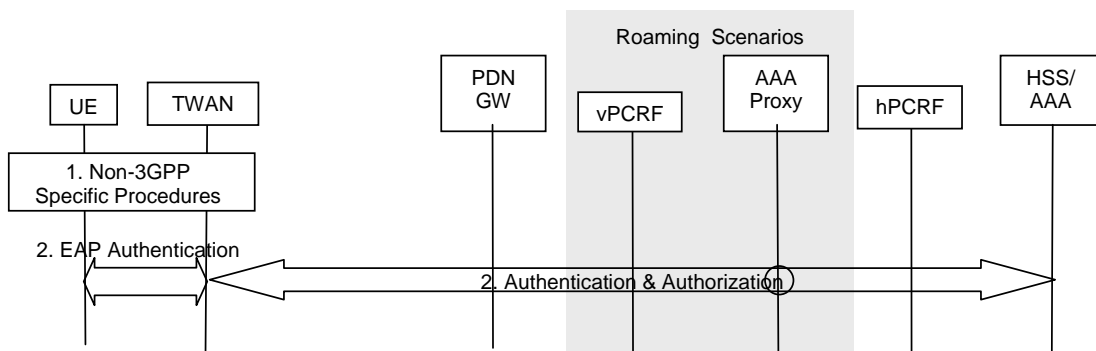 Roaming Scenarios
UE
TWAN
PDN
GW
vPCRF
AAA
Proxy
hPCRF
HSS/
AAA
1. Non-3GPP
Specific Procedures
2. EAP Authentication
2. Authentication & Authorization